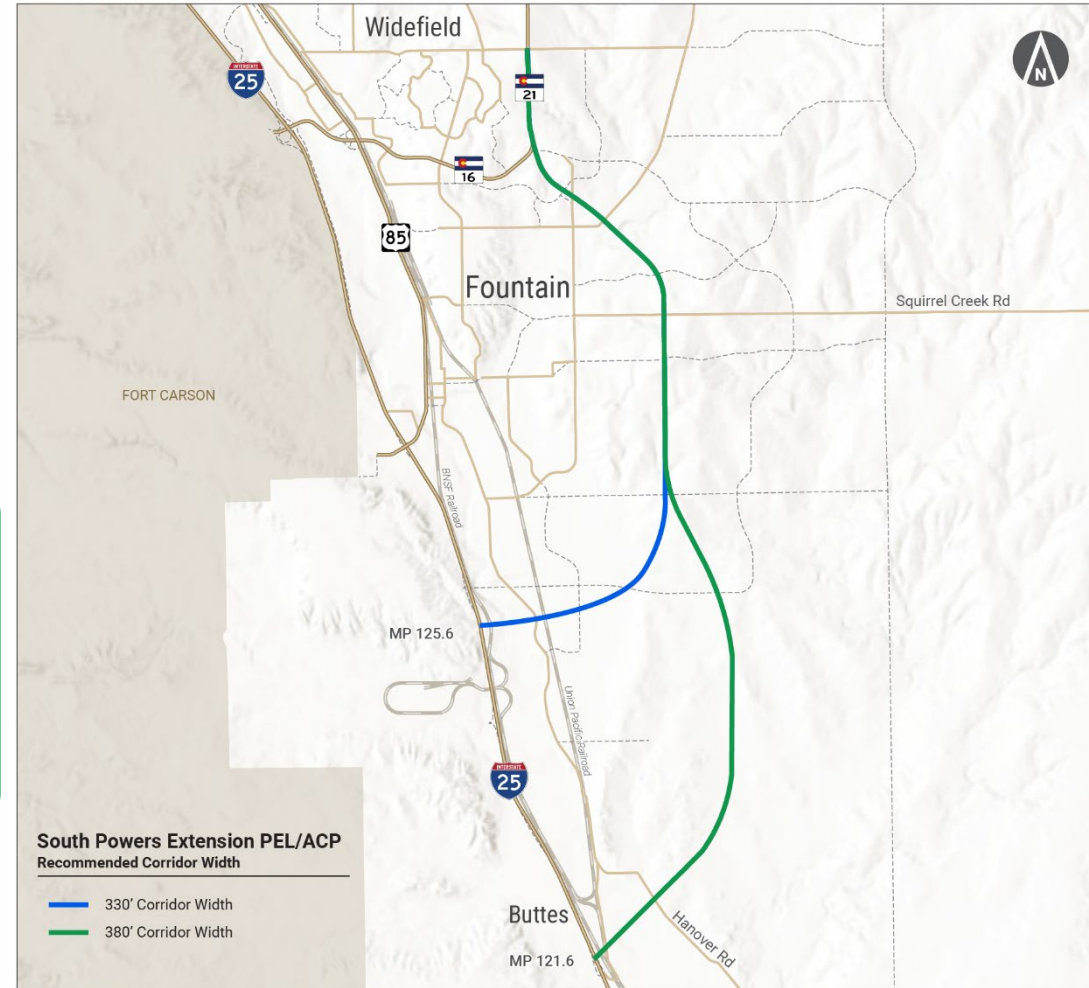 Widefield
N
INTERSTATE
25
21
16
85
Fountain
Squirrel Creek Rd
FORT CARSON
BNSF Railroad
MP 125.6
Union Pacific Railroad
INTERSTATE
25
South Powers Extension PEL/ACP
Recommended Corridor Width
330' Corridor Width
380' Corridor Width
Buttes
Hanover Rd
MP 121.6